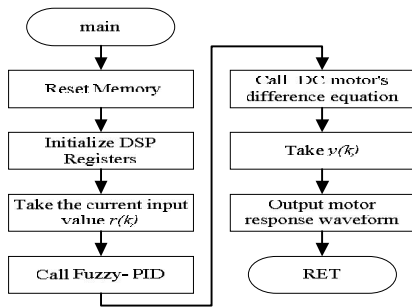 main
Reset Memory
Initialize DSP
Registers
Take the current input
value r(k)
Call Fuzzy-PID
Call DC motor's
difference equation
Take y(k)
Output motor
response waveform
RET